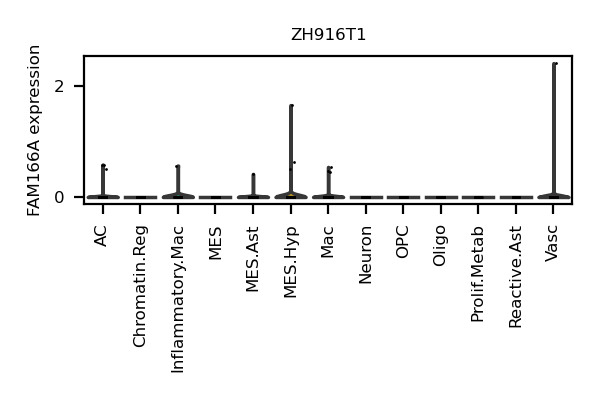 ZH916T1
FAM166A expression
2
0
AC
Chromatin.Reg
Inflammatory.Mac
MES
MES.Ast
MES.Hyp
Mac
Neuron
OPC
Oligo
Prolif.Metab
Reactive.Ast
Vasc